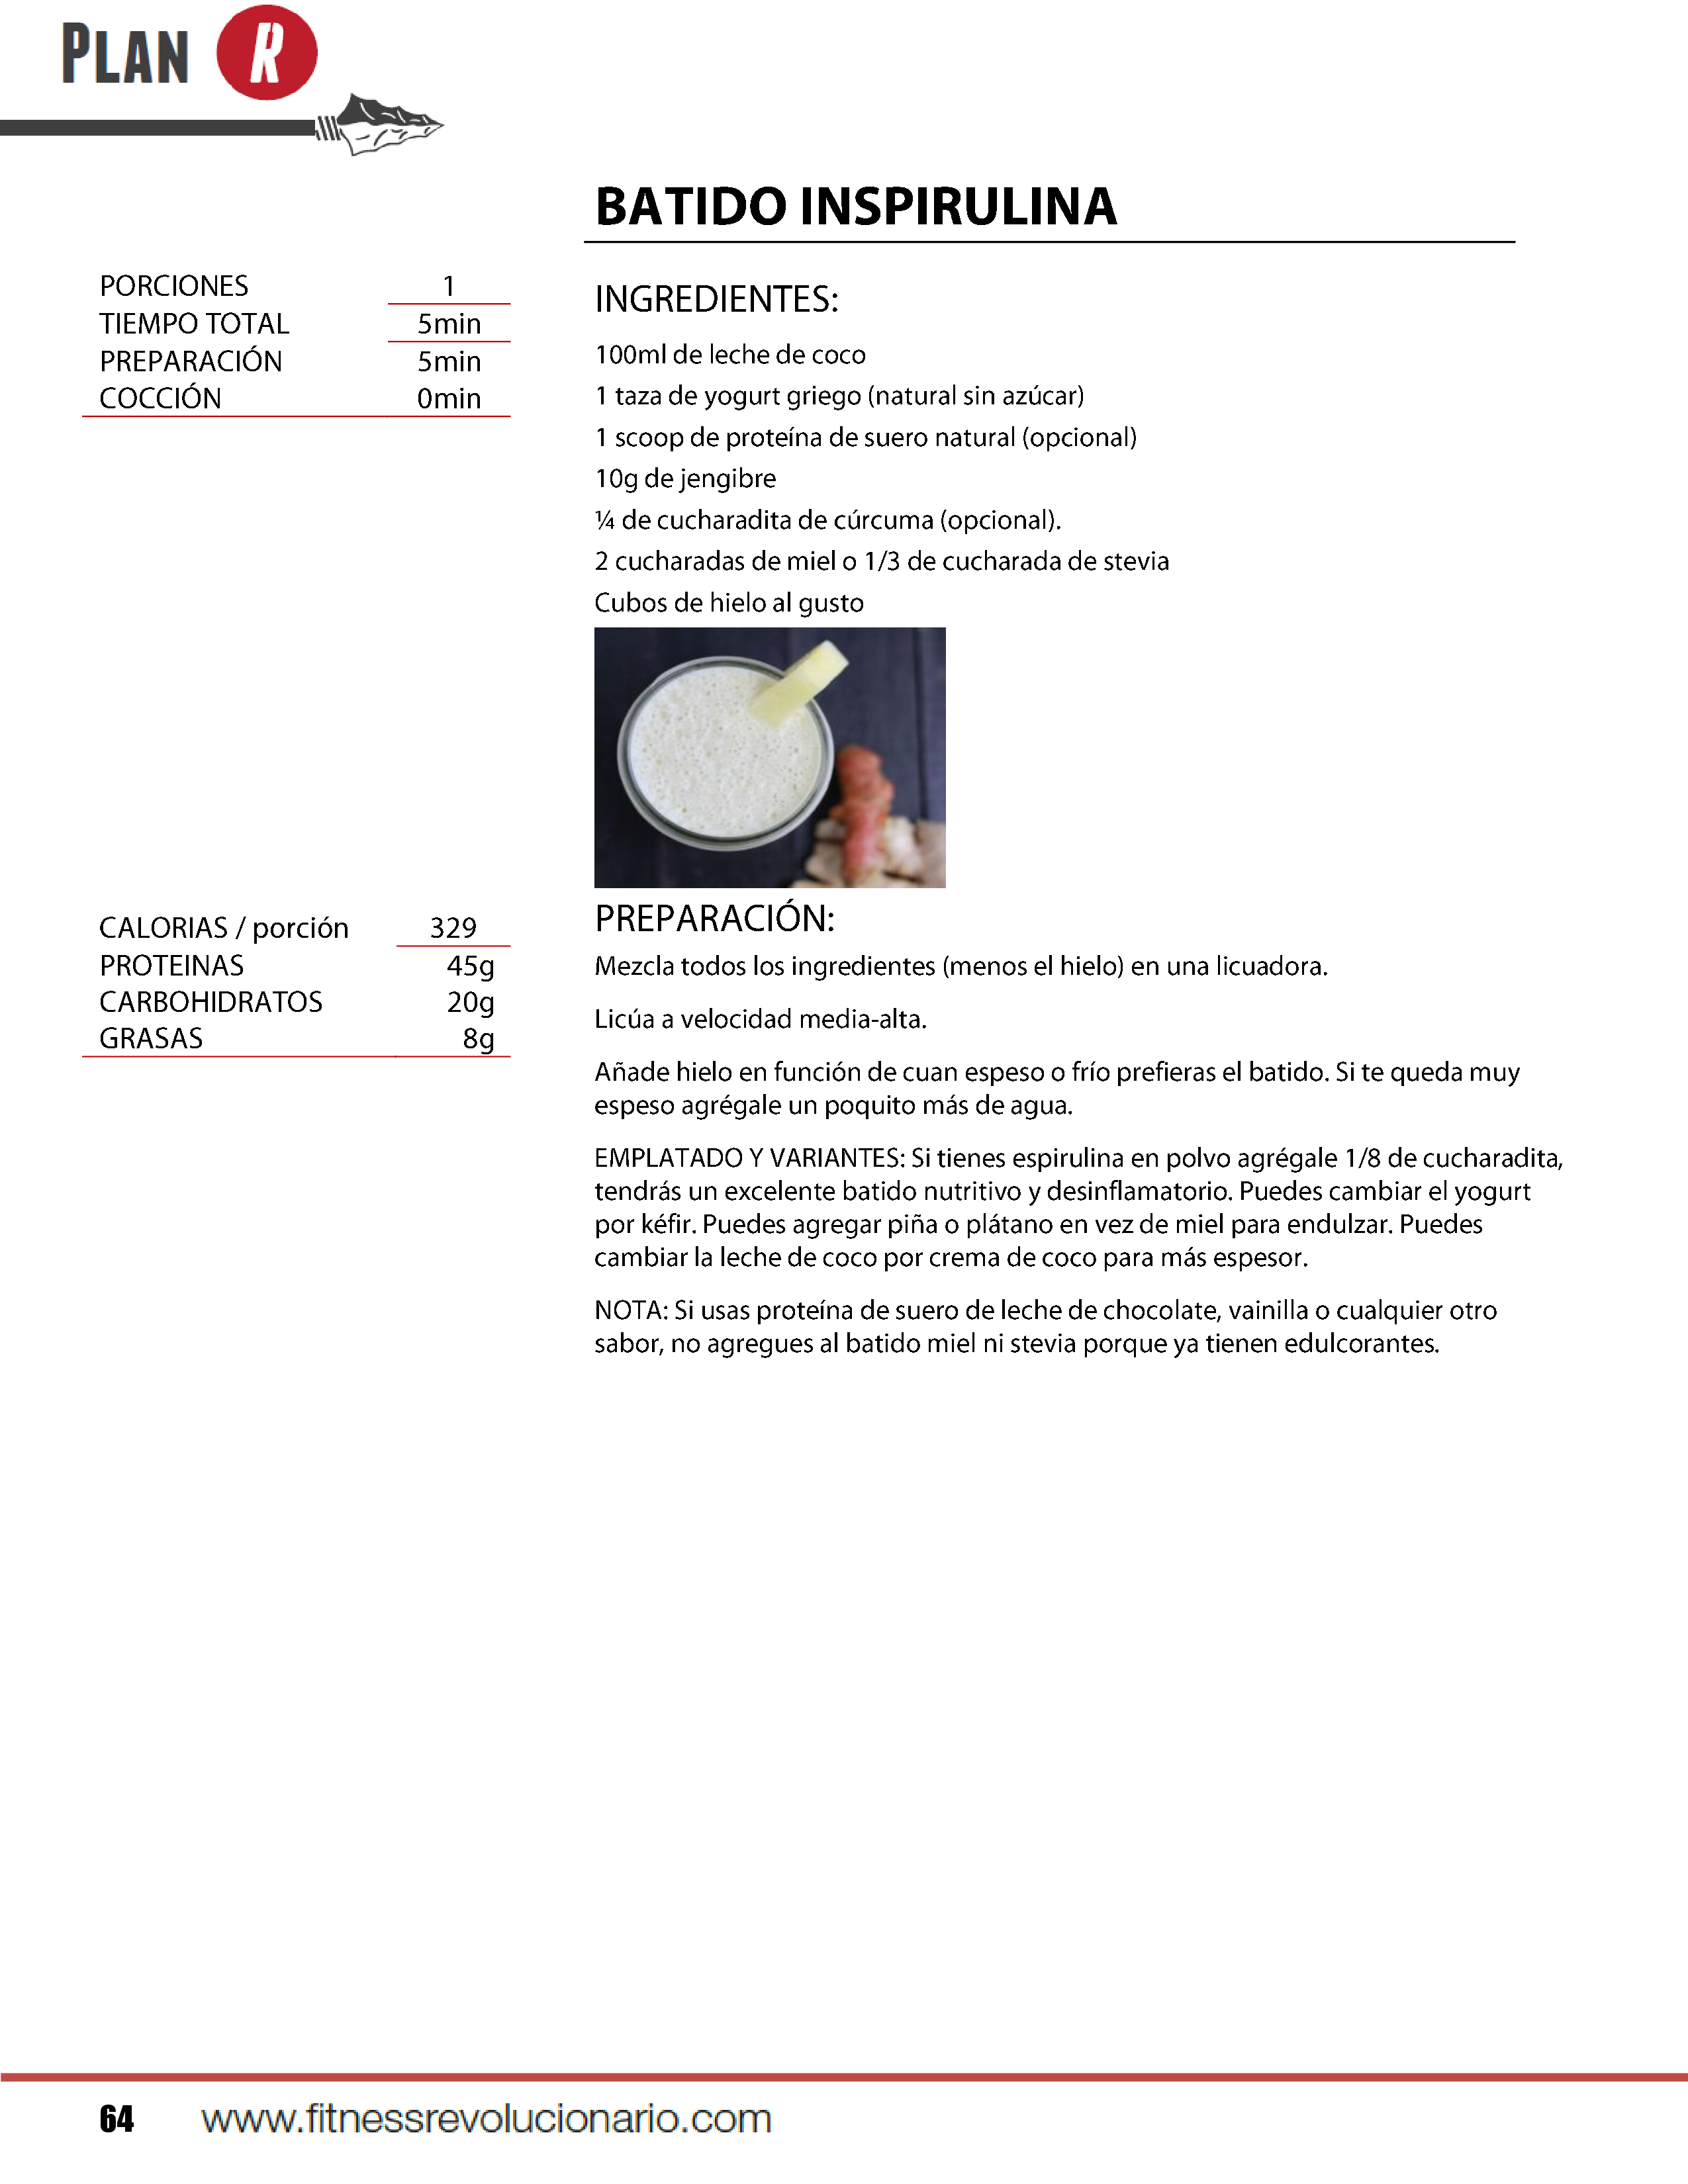 PLAN R
BATIDO INSPIRULINA
PORCIONES 1
TIEMPO TOTAL 5min
PREPARACIÓN 5min
COCCIÓN 0min
INGREDIENTES:
100ml de leche de coco
1 taza de yogurt griego (natural sin azúcar)
1 scoop de proteína de suero natural (opcional)
10g de jengibre
¼ de cucharadita de cúrcuma (opcional).
2 cucharadas de miel o 1/3 de cucharada de stevia
Cubos de hielo al gusto
CALORIAS / porción 329
PROTEINAS 45g
CARBOHIDRATOS 20g
GRASAS 8g
PREPARACIÓN:
Mezcla todos los ingredientes (menos el hielo) en una licuadora.
Licúa a velocidad media-alta.
Añade hielo en función de cuan espeso o frío prefieras el batido. Si te queda muy
espeso agrégale un poquito más de agua.
EMPLATADO Y VARIANTES: Si tienes espirulina en polvo agrégale 1/8 de cucharadita,
tendrás un excelente batido nutritivo y desinflamatorio. Puedes cambiar el yogurt
por kéfir. Puedes agregar piña o plátano en vez de miel para endulzar. Puedes
cambiar la leche de coco por crema de coco para más espesor.
NOTA: Si usas proteína de suero de leche de chocolate, vainilla o cualquier otro
sabor, no agregues al batido miel ni stevia porque ya tienen edulcorantes.
64 www.fitnessrevolucionario.com